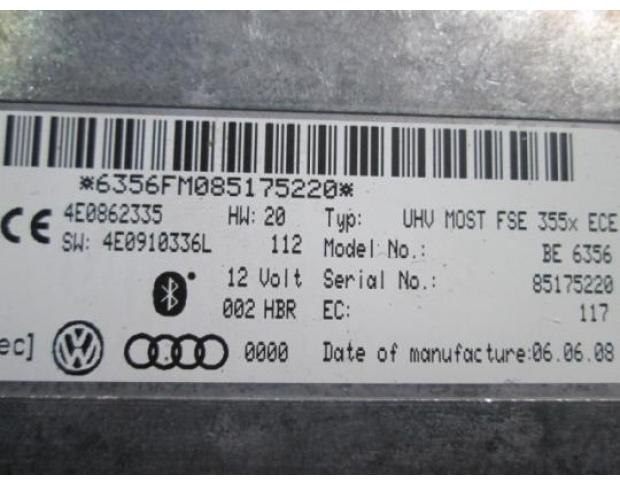 *6356FM085175220*
4E0862335 HW: 20 Typ: UHV MOST FSE 355x ECE
SW: 4E0910336L 112 Model No.: BE 6356
12 Volt Serial No.: 85175220
002 HBR EC: 117
ec] 0000 Date of manufacture:06.06.08